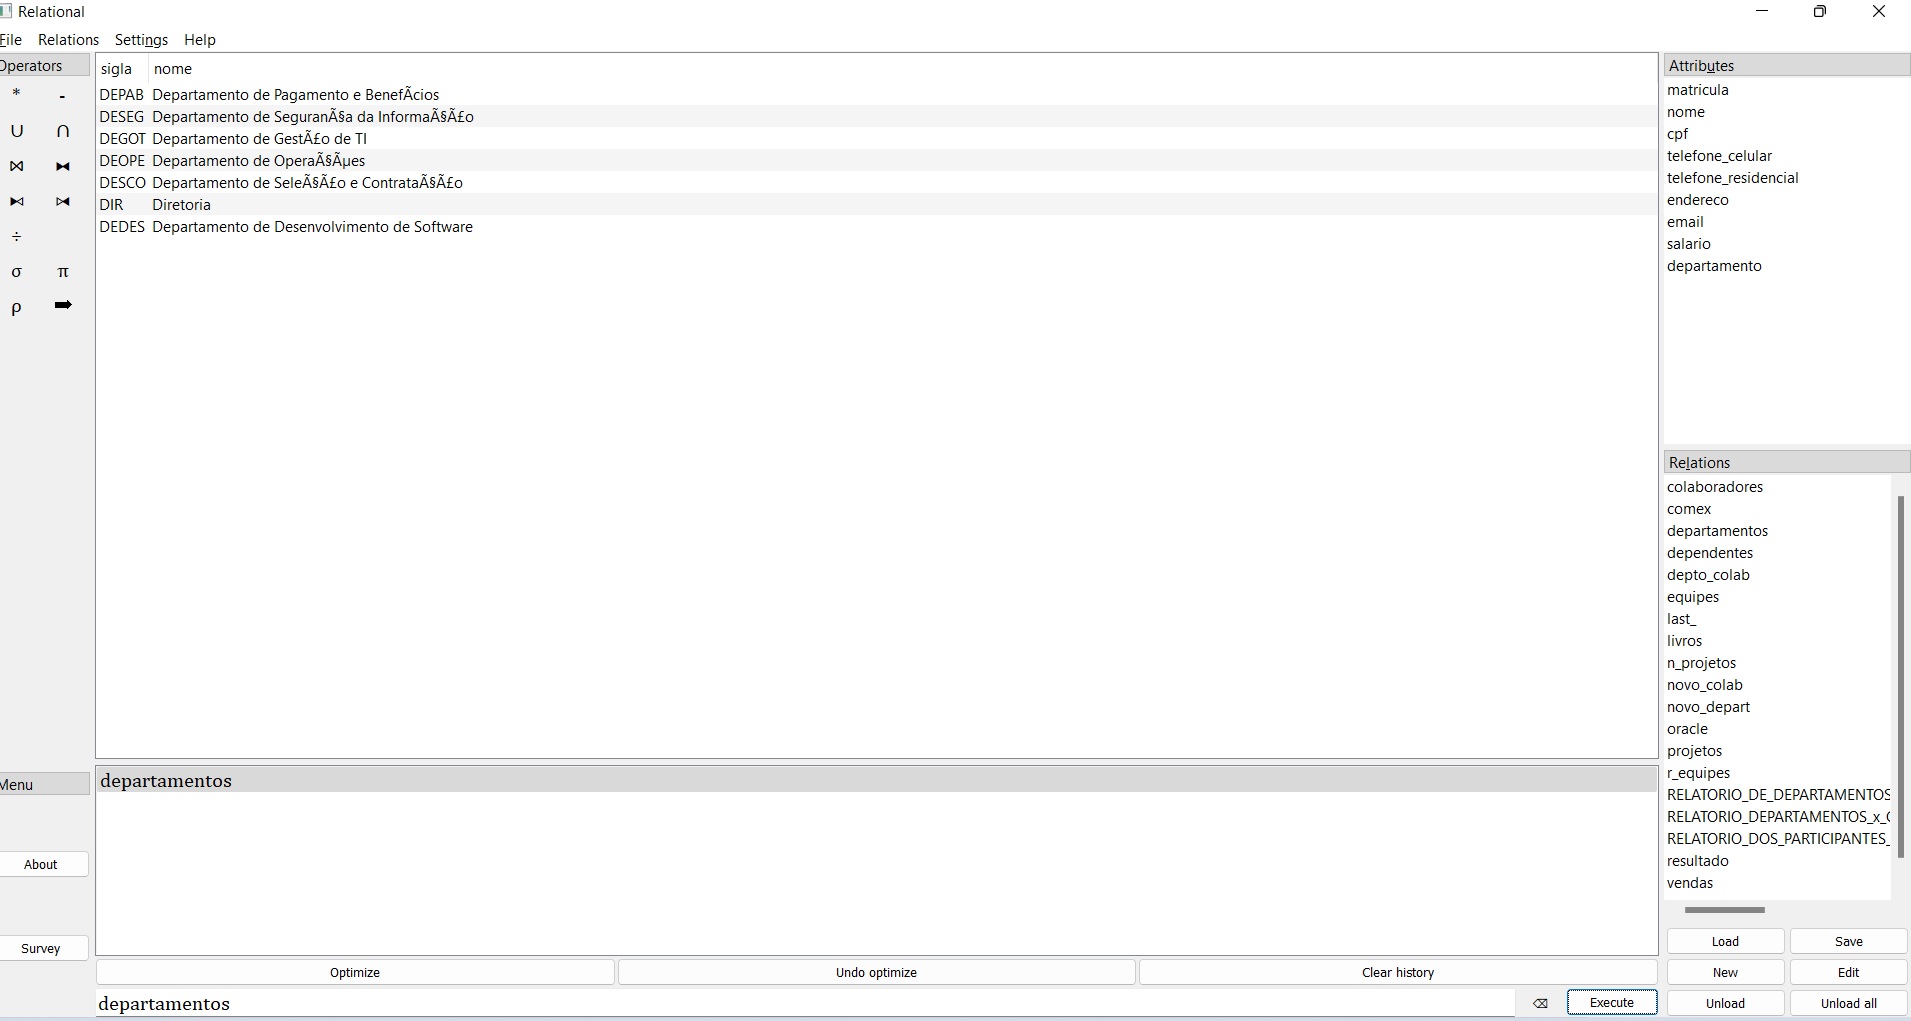 Relational
File Relations Settings Help
Operators
* -
∪ ∩
⋈ ⧓
⧑ ⧒
÷
σ π
ρ ➡
sigla nome
DEPAB Departamento de Pagamento e BenefÃcios
DESEG Departamento de SeguranÃ§a da InformaÃ§Ã£o
DEGOT Departamento de GestÃ£o de TI
DEOPE Departamento de OperaÃ§Ãµes
DESCO Departamento de SeleÃ§Ã£o e ContrataÃ§Ã£o
DIR Diretoria
DEDES Departamento de Desenvolvimento de Software
Attributes
matricula
nome
cpf
telefone_celular
telefone_residencial
endereco
email
salario
departamento
Relations
colaboradores
comex
departamentos
dependentes
depto_colab
equipes
last_
livros
n_projetos
novo_colab
novo_depart
oracle
projetos
r_equipes
RELATORIO_DE_DEPARTAMENTOS
RELATORIO_DEPARTAMENTOS_x_
RELATORIO_DOS_PARTICIPANTES_
resultado
vendas
Load Save
New Edit
Unload Unload all
Menu
About
Survey
departamentos
Optimize Undo optimize Clear history
departamentos ⌫ Execute